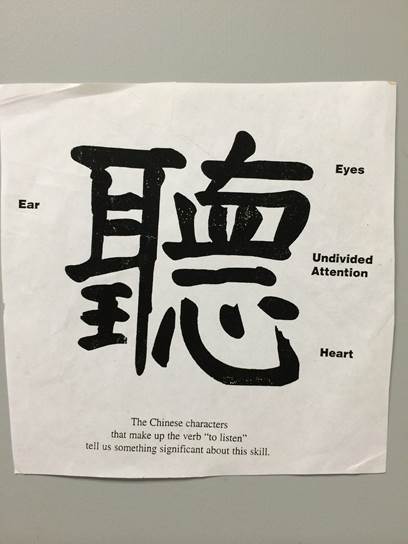 聽
Eyes
Ear
Undivided
Attention
Heart
The Chinese characters
that make up the verb "to listen"
tell us something significant about this skill.